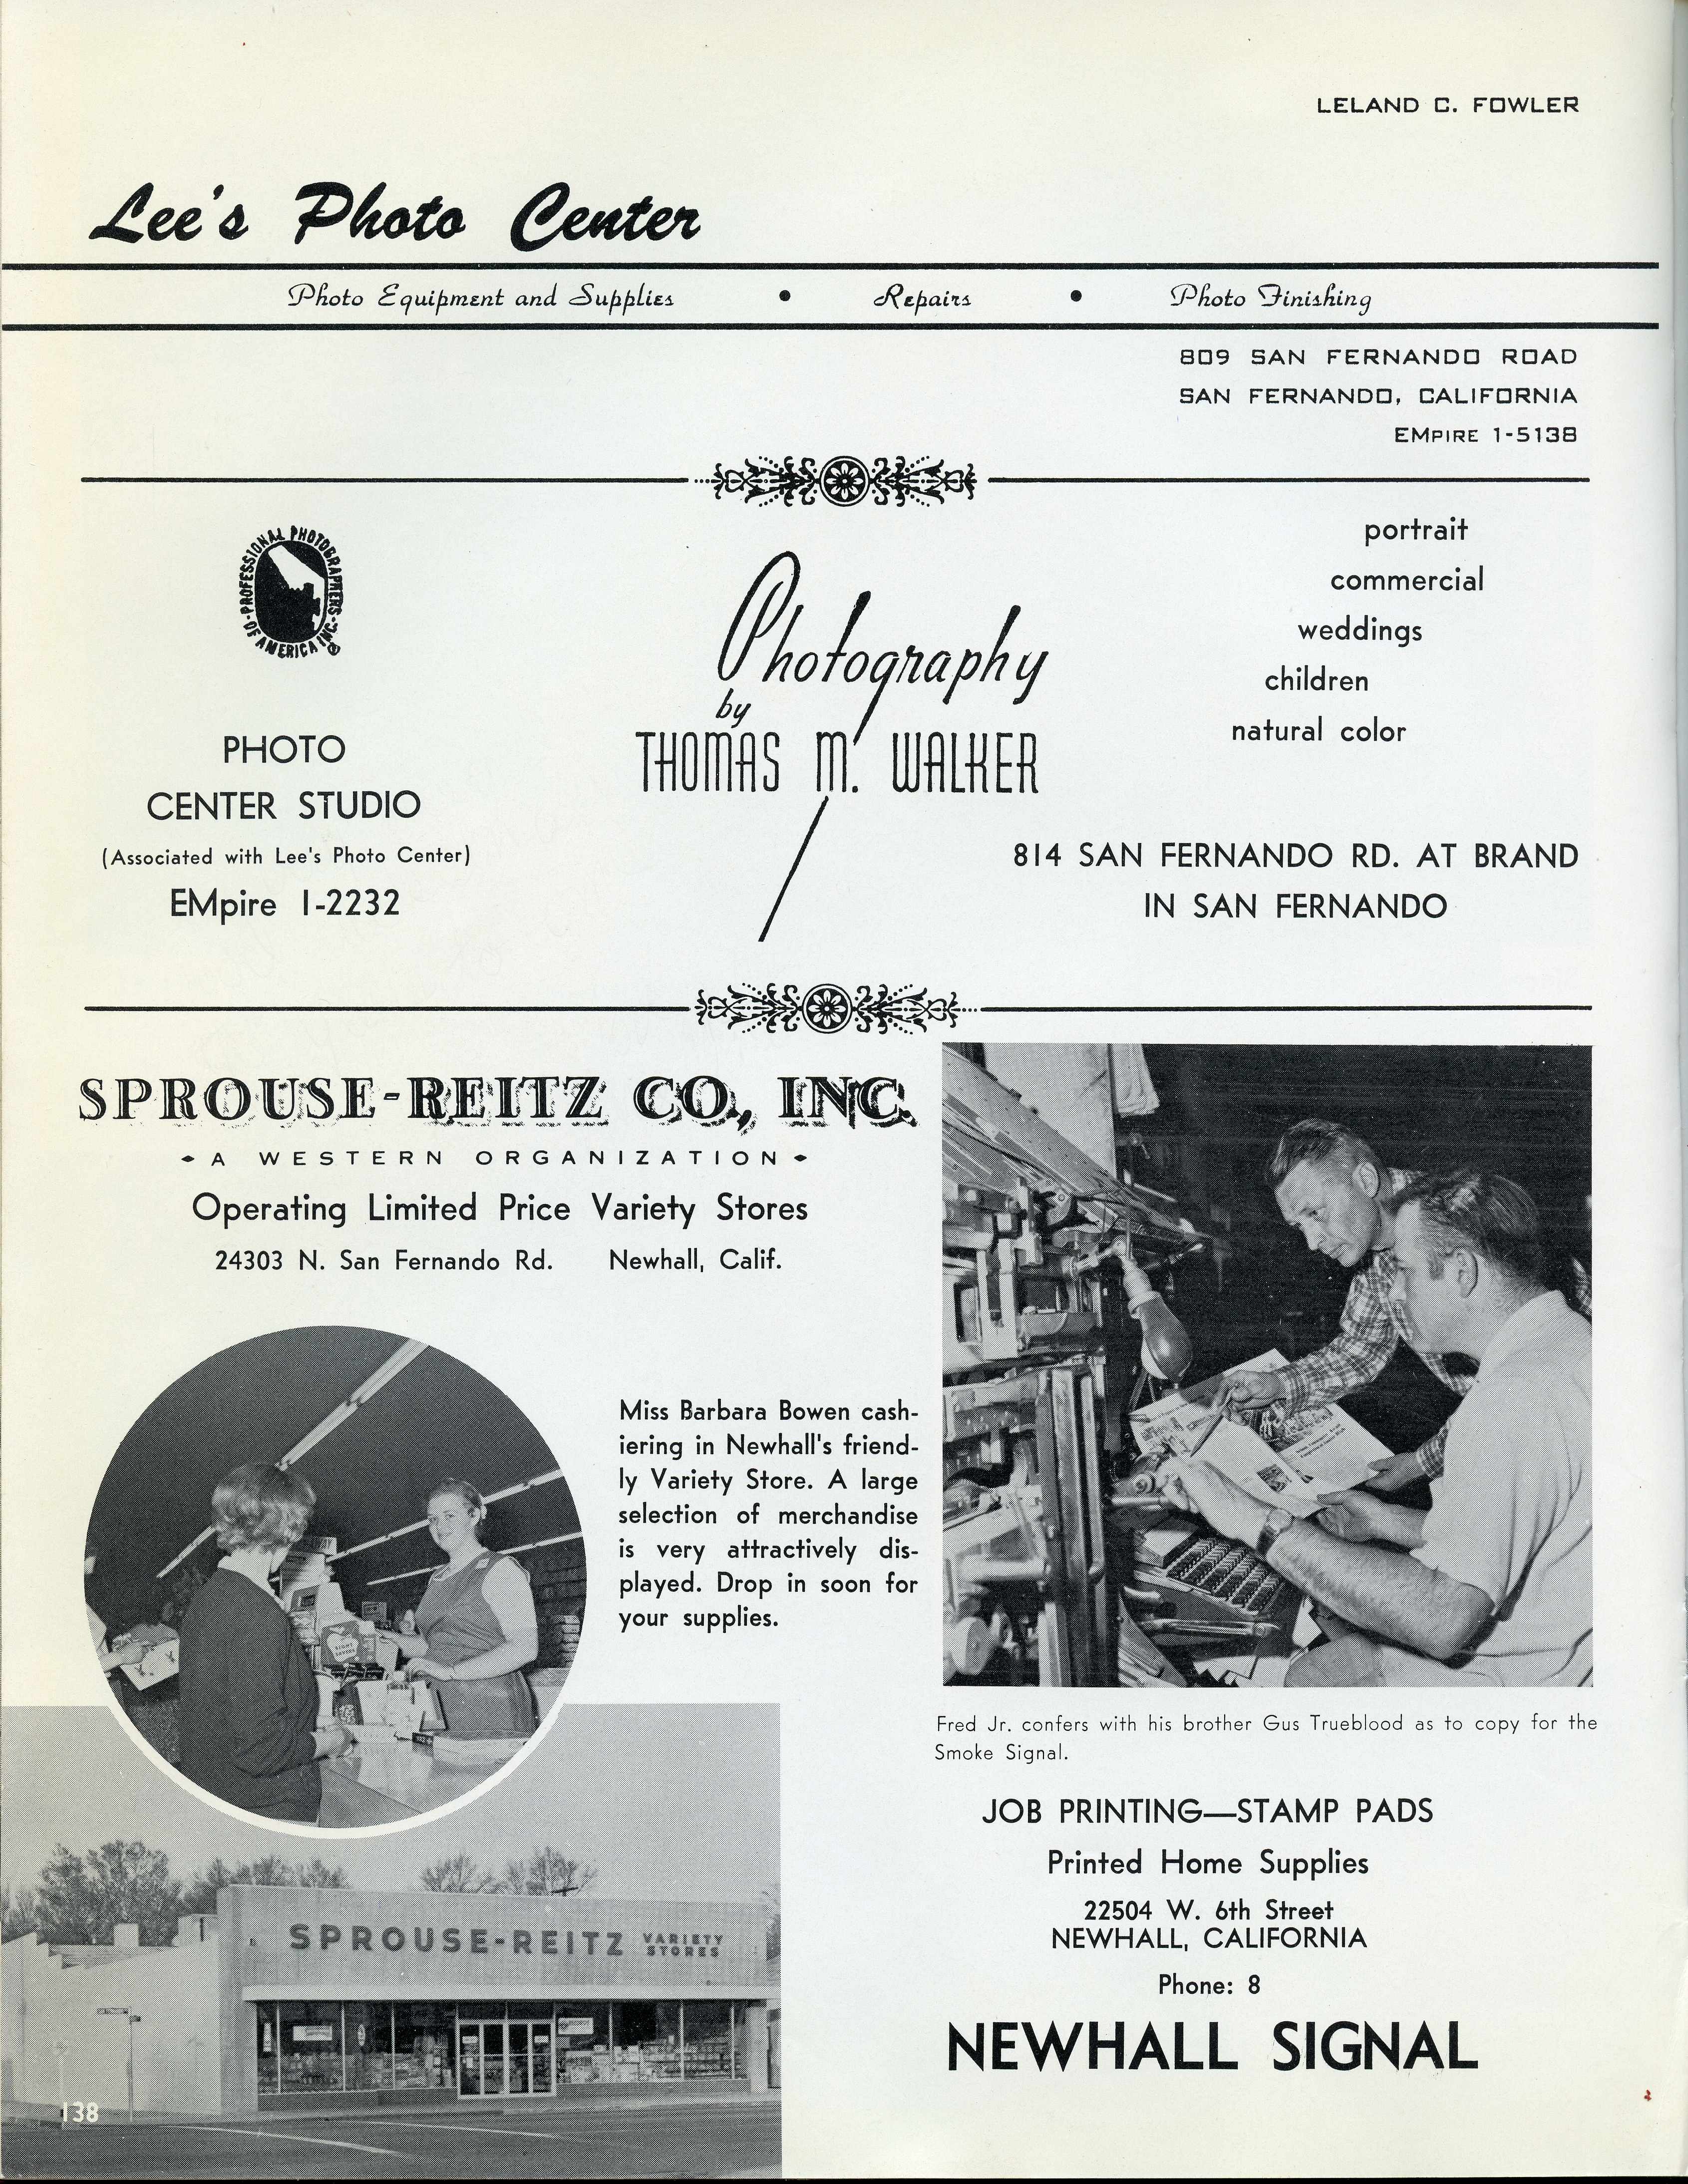 LELAND C. FOWLER
Lee's Photo Center
Photo Equipment and Supplies • Repairs • Photo Finishing
809 SAN FERNANDO ROAD
SAN FERNANDO, CALIFORNIA
EMPIRE 1-5138
PROFESSIONAL PHOTOGRAPHERS
OF AMERICA INC. ®
PHOTO
CENTER STUDIO
(Associated with Lee's Photo Center)
EMpire 1-2232
Photography
by
THOMAS M. WALKER
portrait
commercial
weddings
children
natural color
814 SAN FERNANDO RD. AT BRAND
IN SAN FERNANDO
SPROUSE-REITZ CO., INC.
• A WESTERN ORGANIZATION •
Operating Limited Price Variety Stores
24303 N. San Fernando Rd. Newhall, Calif.
Miss Barbara Bowen cash-
iering in Newhall's friend-
ly Variety Store. A large
selection of merchandise
is very attractively dis-
played. Drop in soon for
your supplies.
SPROUSE-REITZ VARIETY
STORES
138
Fred Jr. confers with his brother Gus Trueblood as to copy for the
Smoke Signal.
JOB PRINTING—STAMP PADS
Printed Home Supplies
22504 W. 6th Street
NEWHALL, CALIFORNIA
Phone: 8
NEWHALL SIGNAL